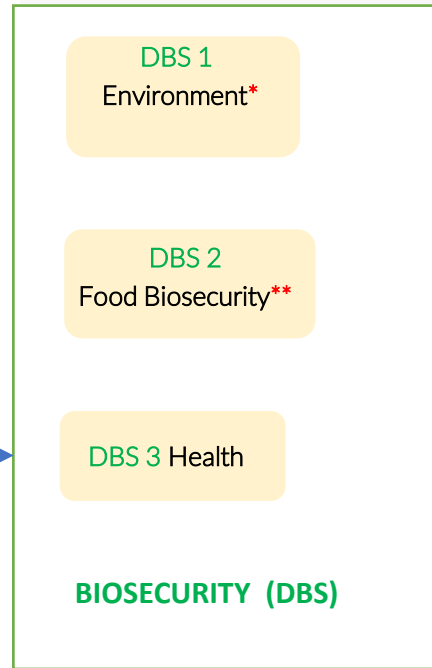 DBS 1
Environment*
DBS 2
Food Biosecurity**
DBS 3 Health
BIOSECURITY (DBS)